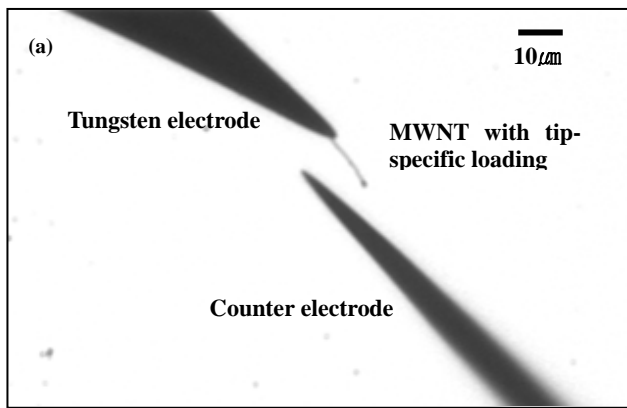 (a)
10㎛
Tungsten electrode
MWNT with tip-
specific loading
Counter electrode